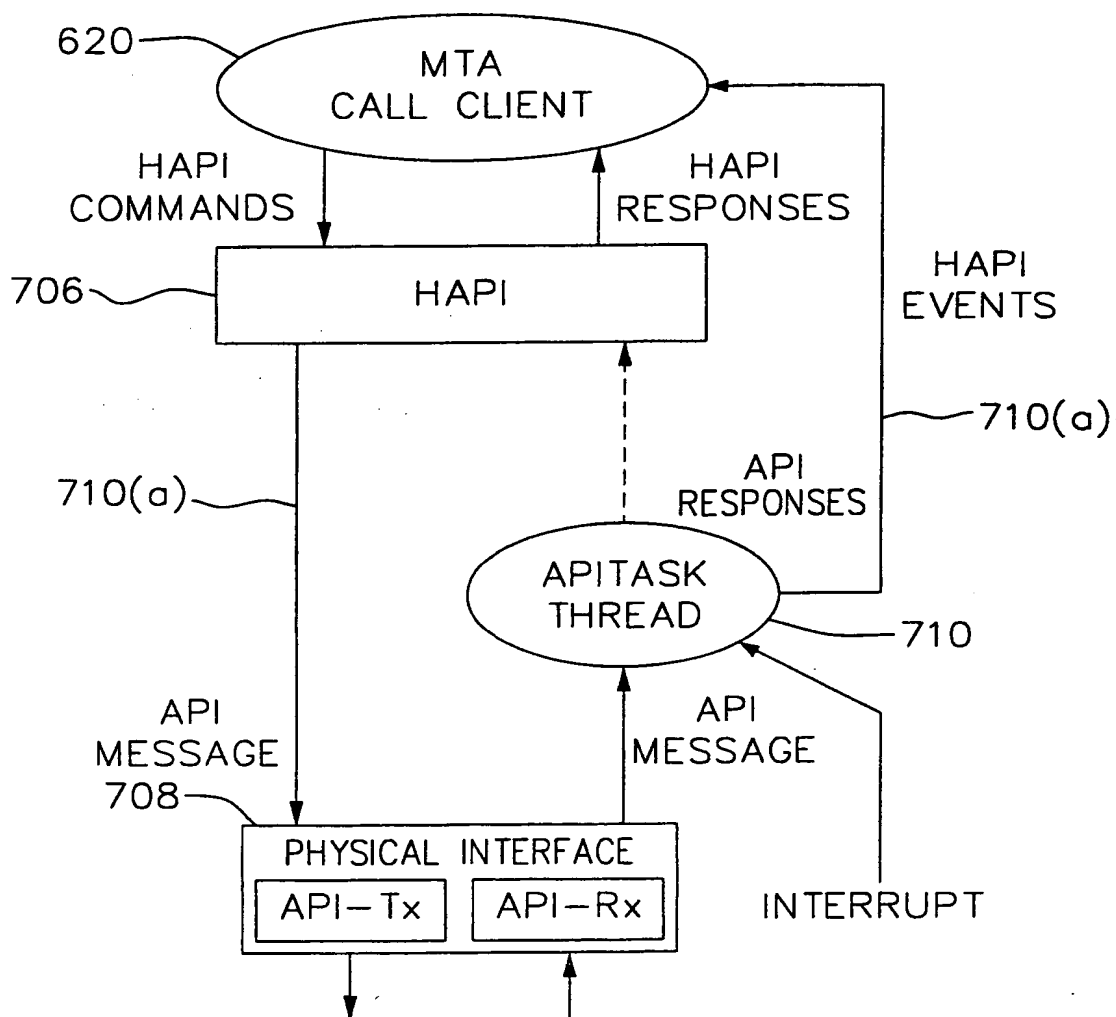 620
MTA
CALL CLIENT
HAPI
COMMANDS
HAPI
RESPONSES
706
HAPI
HAPI
EVENTS
710(a)
710(a)
API
RESPONSES
APITASK
THREAD
710
API
MESSAGE
API
MESSAGE
708
PHYSICAL INTERFACE
API-Tx
API-Rx
INTERRUPT